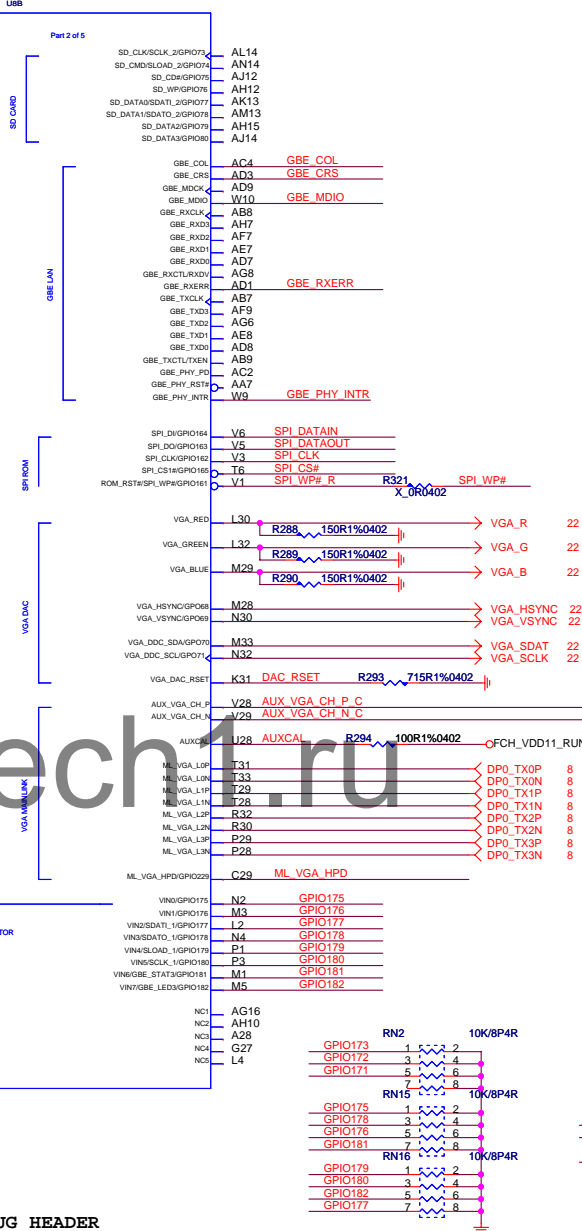 U8B
Part 2 of 5
SD CARD
SD_CLK/SCLK_2/GPIO73 AL14
SD_CMD/SLOAD_2/GPIO74 AN14
SD_CD#/GPIO75 AJ12
SD_WP/GPIO76 AH12
SD_DATA0/SDATI_2/GPIO77 AK13
SD_DATA1/SDATO_2/GPIO78 AM13
SD_DATA2/GPIO79 AH15
SD_DATA3/GPIO80 AJ14
GBE LAN
GBE_COL AC4 GBE_COL
GBE_CRS AD3 GBE_CRS
GBE_MDCK AD9
GBE_MDIO W10 GBE_MDIO
GBE_RXCLK AB8
GBE_RXD3 AH7
GBE_RXD2 AF7
GBE_RXD1 AE7
GBE_RXD0 AD7
GBE_RXCTL/RXDV AG8
GBE_RXERR AD1 GBE_RXERR
GBE_TXCLK AB7
GBE_TXD3 AF9
GBE_TXD2 AG6
GBE_TXD1 AE8
GBE_TXD0 AD8
GBE_TXCTL/TXEN AB9
GBE_PHY_PD AC2
GBE_PHY_RST# AA7
GBE_PHY_INTR W9 GBE_PHY_INTR
SPI ROM
SPI_DI/GPIO164 V6 SPI_DATAIN
SPI_DO/GPIO163 V5 SPI_DATAOUT
SPI_CLK/GPIO162 V3 SPI_CLK
SPI_CS1#/GPIO165 T6 SPI_CS#
ROM_RST#/SPI_WP#/GPIO161 V1 SPI_WP#_R R321 SPI_WP#
X_0R0402
VGA DAC
VGA_RED L30 VGA_R 22
R288 150R1%0402
VGA_GREEN L32 VGA_G 22
R289 150R1%0402
VGA_BLUE M29 VGA_B 22
R290 150R1%0402
VGA_HSYNC/GPO68 M28 VGA_HSYNC 22
VGA_VSYNC/GPO69 N30 VGA_VSYNC 22
VGA_DDC_SDA/GPO70 M33 VGA_SDAT 22
VGA_DDC_SCL/GPO71 N32 VGA_SCLK 22
VGA_DAC_RSET K31 DAC_RSET R293 715R1%0402
VGA MAINLINK
AUX_VGA_CH_P V28 AUX_VGA_CH_P_C
AUX_VGA_CH_N V29 AUX_VGA_CH_N_C
AUXCAL U28 AUXCAL R294 100R1%0402 FCH_VDD11_RUN
ech1.ru
ML_VGA_L0P T31 DP0_TX0P 8
ML_VGA_L0N T33 DP0_TX0N 8
ML_VGA_L1P T29 DP0_TX1P 8
ML_VGA_L1N T28 DP0_TX1N 8
ML_VGA_L2P R32 DP0_TX2P 8
ML_VGA_L2N R30 DP0_TX2N 8
ML_VGA_L3P P29 DP0_TX3P 8
ML_VGA_L3N P28 DP0_TX3N 8
ML_VGA_HPD/GPIO229 C29 ML_VGA_HPD
TOR
VIN0/GPIO175 N2 GPIO175
VIN1/GPIO176 M3 GPIO176
VIN2/SDATI_1/GPIO177 L2 GPIO177
VIN3/SDATO_1/GPIO178 N4 GPIO178
VIN4/SLOAD_1/GPIO179 P1 GPIO179
VIN5/SCLK_1/GPIO180 P3 GPIO180
VIN6/GBE_STAT3/GPIO181 M1 GPIO181
VIN7/GBE_LED3/GPIO182 M5 GPIO182
NC1 AG16
NC2 AH10
NC3 A28
NC4 G27
NC5 L4
RN2 10K/8P4R
GPIO173 1 2
GPIO172 3 4
GPIO171 5 6
7 8
RN15 10K/8P4R
GPIO175 1 2
GPIO178 3 4
GPIO176 5 6
GPIO181 7 8
RN16 10K/8P4R
GPIO179 1 2
GPIO180 3 4
GPIO182 5 6
GPIO177 7 8
UG HEADER